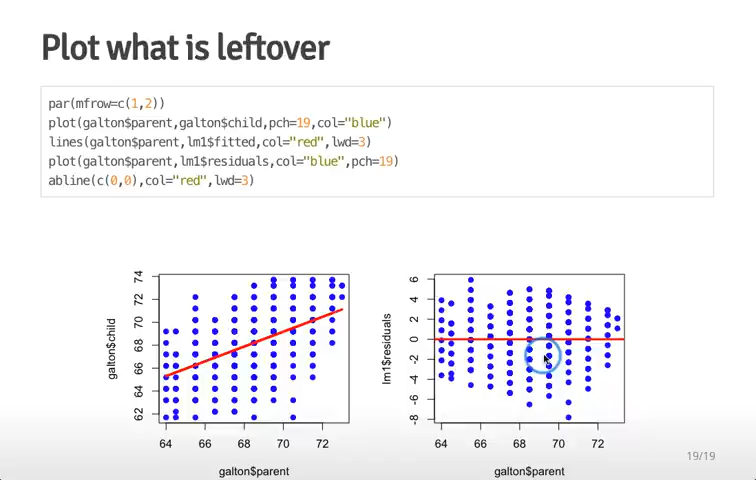 Plot what is leftover
par(mfrow=c(1,2))
plot(galton$parent,galton$child,pch=19,col="blue")
lines(galton$parent,lm1$fitted,col="red",lwd=3)
plot(galton$parent,lm1$residuals,col="blue",pch=19)
abline(c(0,0),col="red",lwd=3)
galton$child
62 64 66 68 70 72 74
64 66 68 70 72
galton$parent
lm1$residuals
-8 -6 -4 -2 0 2 4 6
64 66 68 70 72
galton$parent
19/19